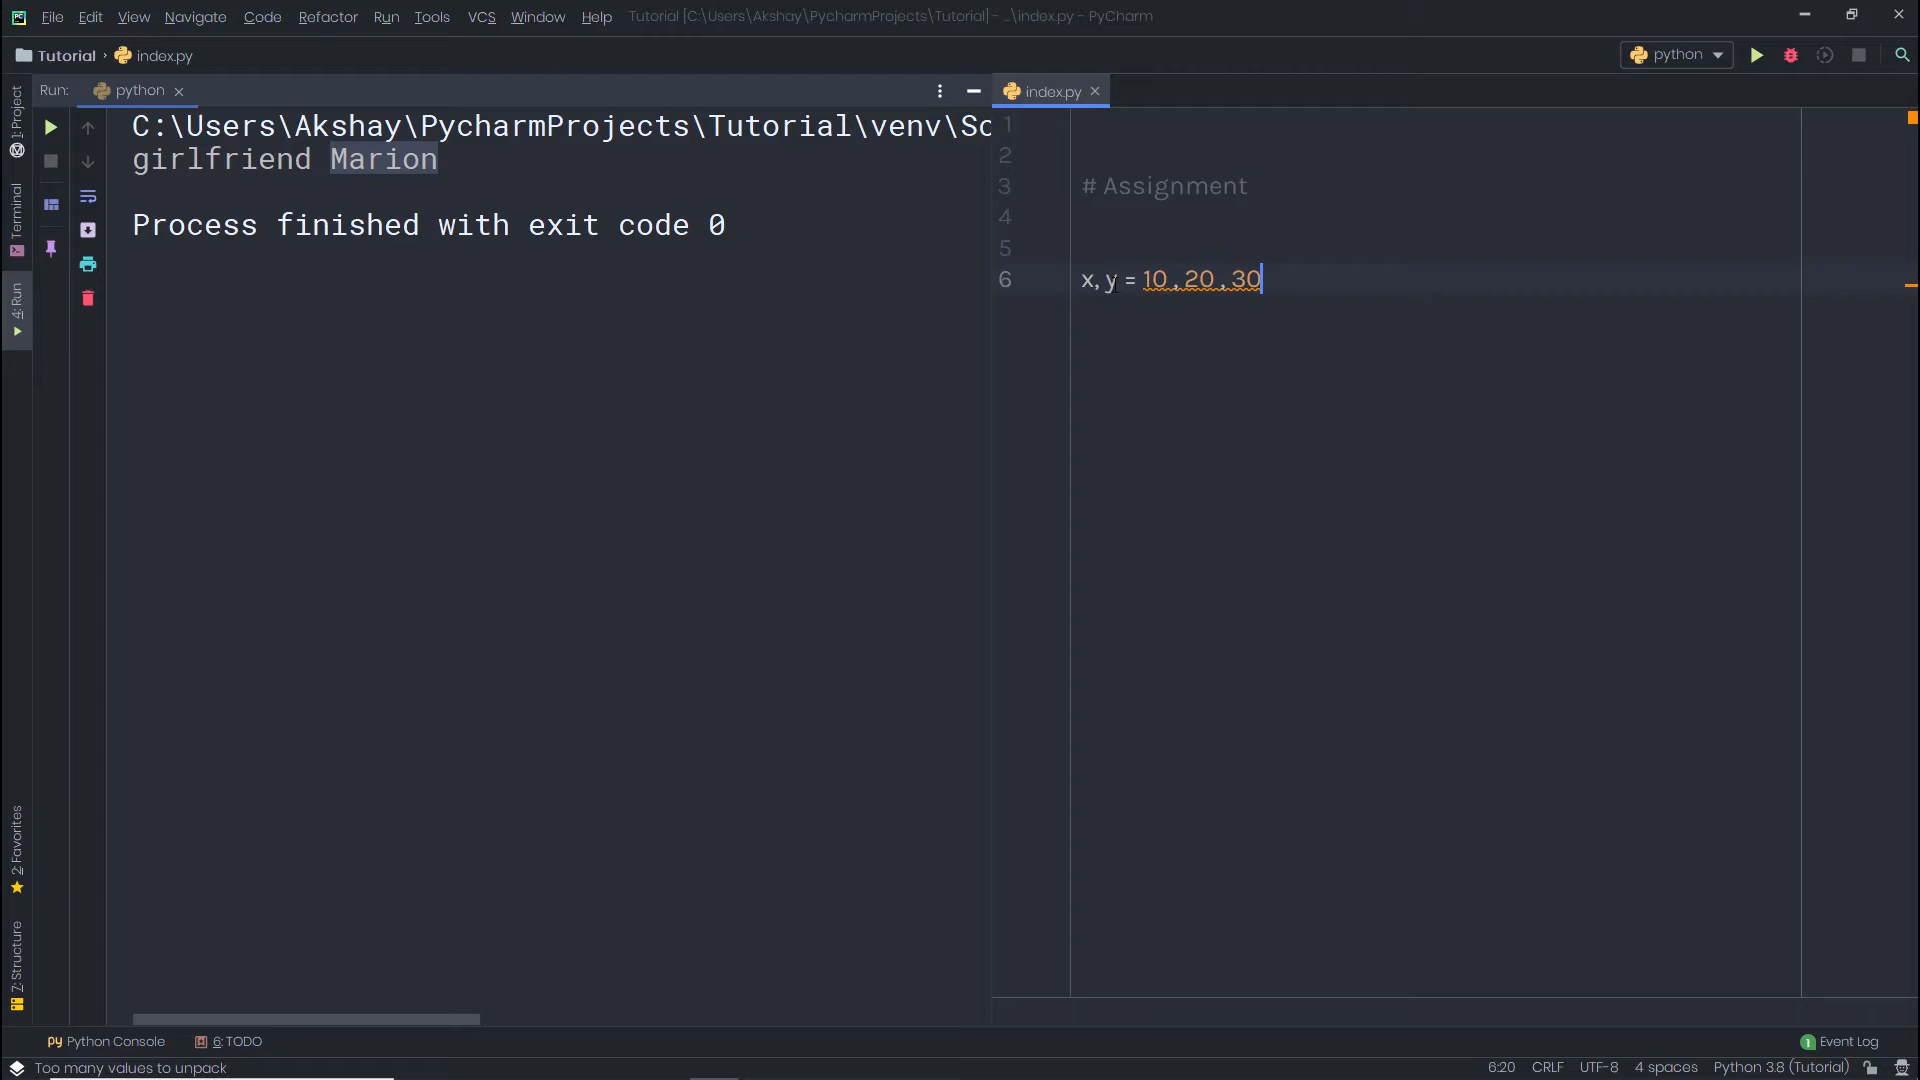 File Edit View Navigate Code Refactor Run Tools VCS Window Help Tutorial [C:\Users\Akshay\PycharmProjects\Tutorial] - ...\index.py - PyCharm
Tutorial index.py python
Run: python
index.py
C:\Users\Akshay\PycharmProjects\Tutorial\venv\Sc
girlfriend Marion
Process finished with exit code 0
1
2
3 # Assignment
4
5
6 x, y = 10 , 20 , 30
1: Project
Terminal
4: Run
2: Favorites
7: Structure
Python Console 6: TODO 1 Event Log
Too many values to unpack 6:20 CRLF UTF-8 4 spaces Python 3.8 (Tutorial)